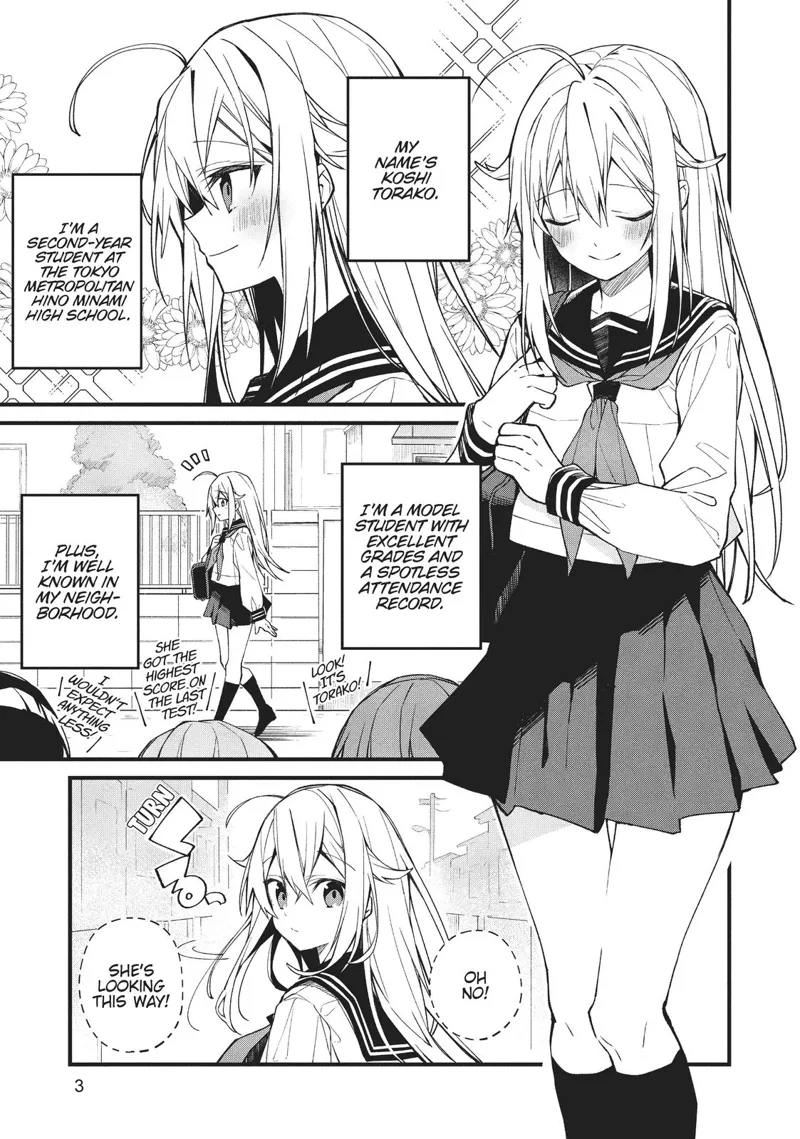 MY
NAME'S
KOSHI
TORAKO.
I'M A
SECOND-YEAR
STUDENT AT
THE TOKYO
METROPOLITAN
HINO MINAMI
HIGH SCHOOL.
I'M A MODEL
STUDENT WITH
EXCELLENT
GRADES AND
A SPOTLESS
ATTENDANCE
RECORD.
PLUS,
I'M WELL
KNOWN IN
MY NEIGH-
BORHOOD.
LOOK!
IT'S
TORAKO!
SHE
GOT THE
HIGHEST
SCORE ON
THE LAST
TEST!
I
WOULDN'T
EXPECT
ANYTHING
LESS!
TURN
OH
NO!
SHE'S
LOOKING
THIS WAY!
3